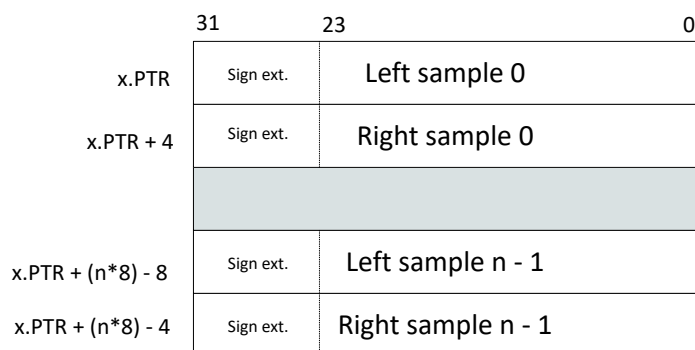 31 23 0
x.PTR Sign ext. Left sample 0
x.PTR + 4 Sign ext. Right sample 0
x.PTR + (n*8) - 8 Sign ext. Left sample n - 1
x.PTR + (n*8) - 4 Sign ext. Right sample n - 1